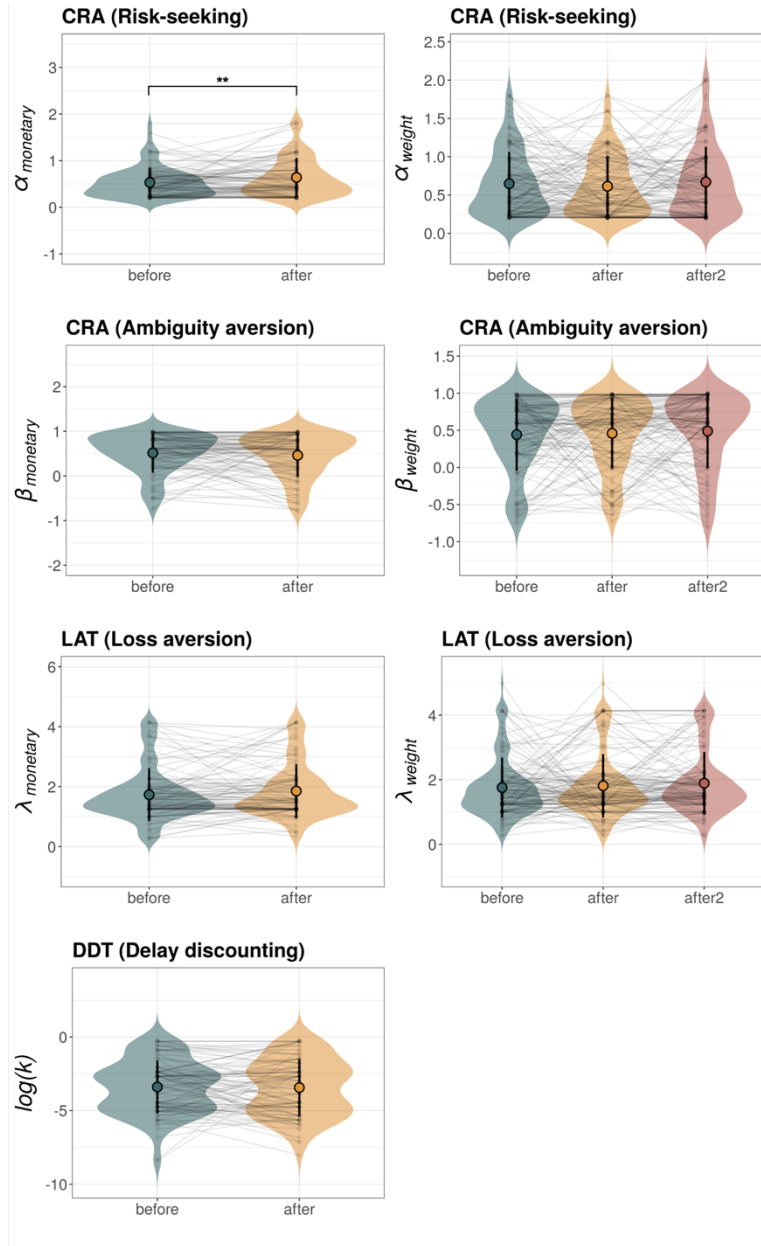 CRA (Risk-seeking)
α monetary
3
2
1
0
-1
**
before after
CRA (Risk-seeking)
α weight
2.5
2.0
1.5
1.0
0.5
0.0
before after after2
CRA (Ambiguity aversion)
β monetary
2
1
0
-1
-2
before after
CRA (Ambiguity aversion)
β weight
1.5
1.0
0.5
0.0
-0.5
-1.0
before after after2
LAT (Loss aversion)
λ monetary
6
4
2
0
before after
LAT (Loss aversion)
λ weight
4
2
0
before after after2
DDT (Delay discounting)
log(k)
0
-5
-10
before after